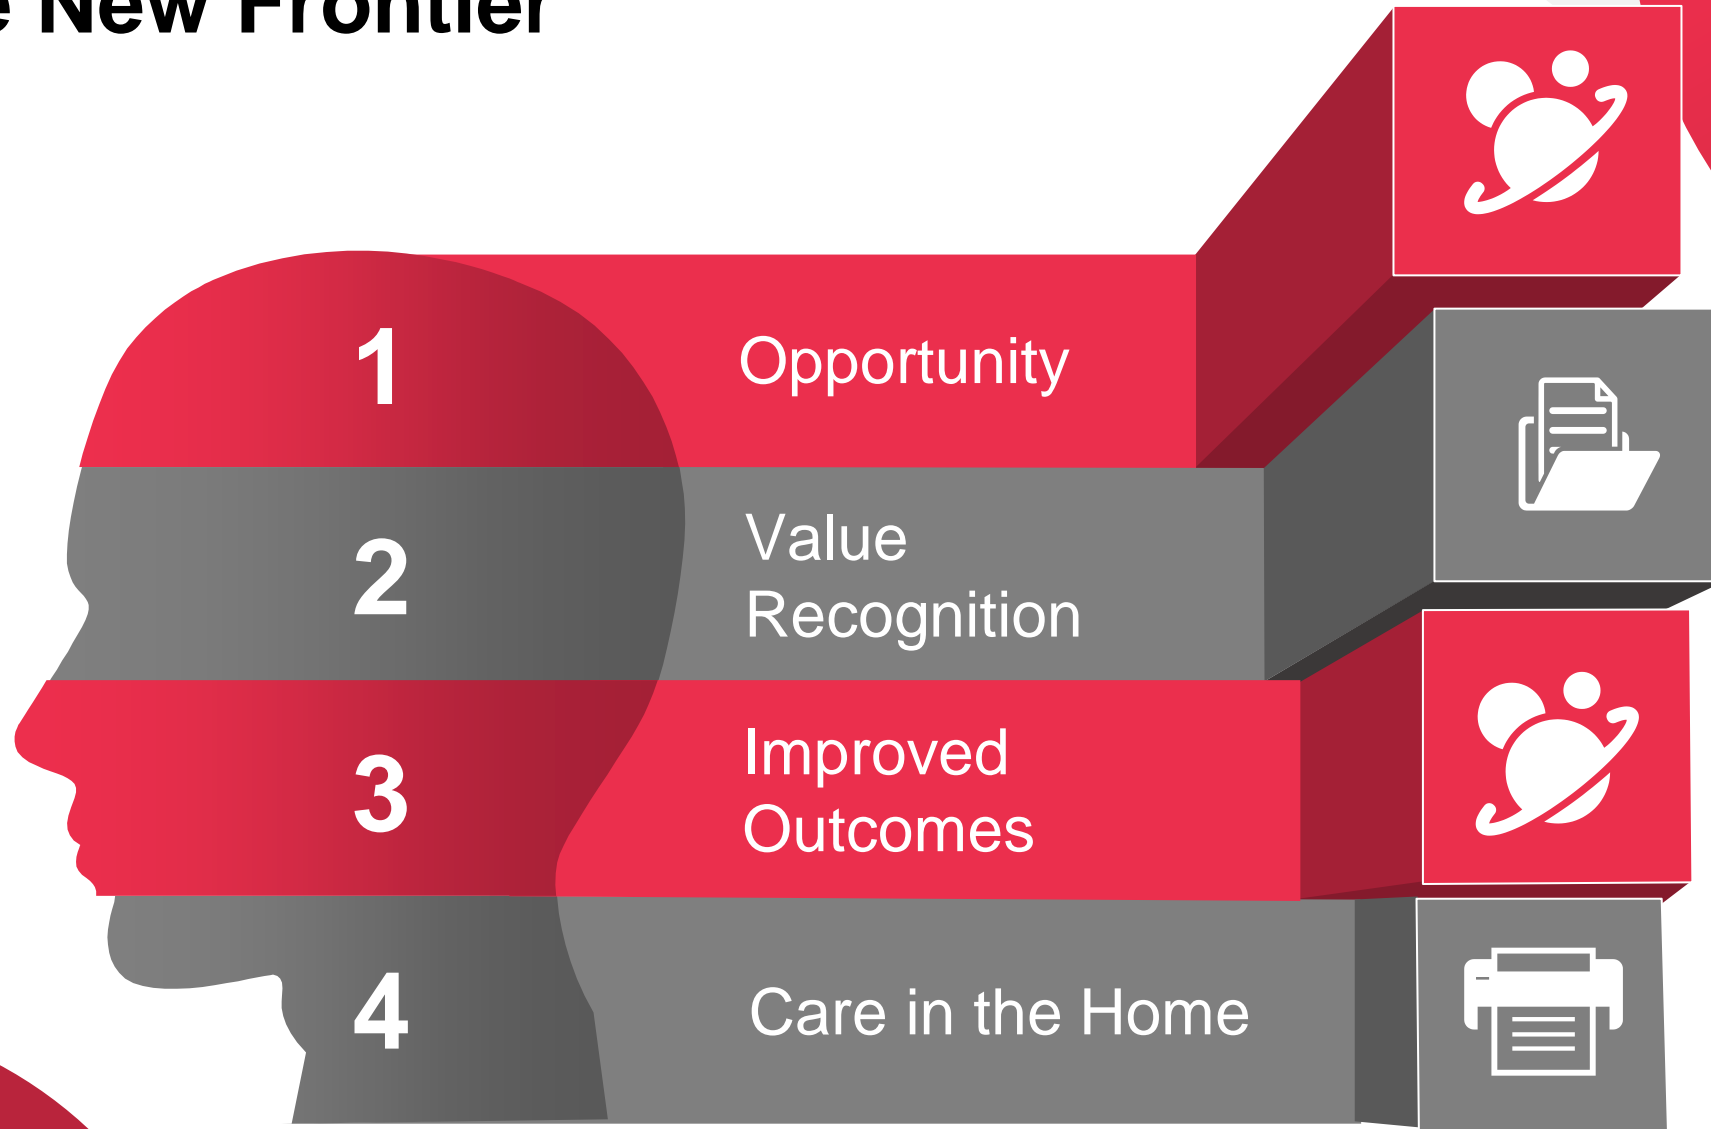 e New Frontier
1
Opportunity
2
Value
Recognition
3
Improved
Outcomes
4
Care in the Home